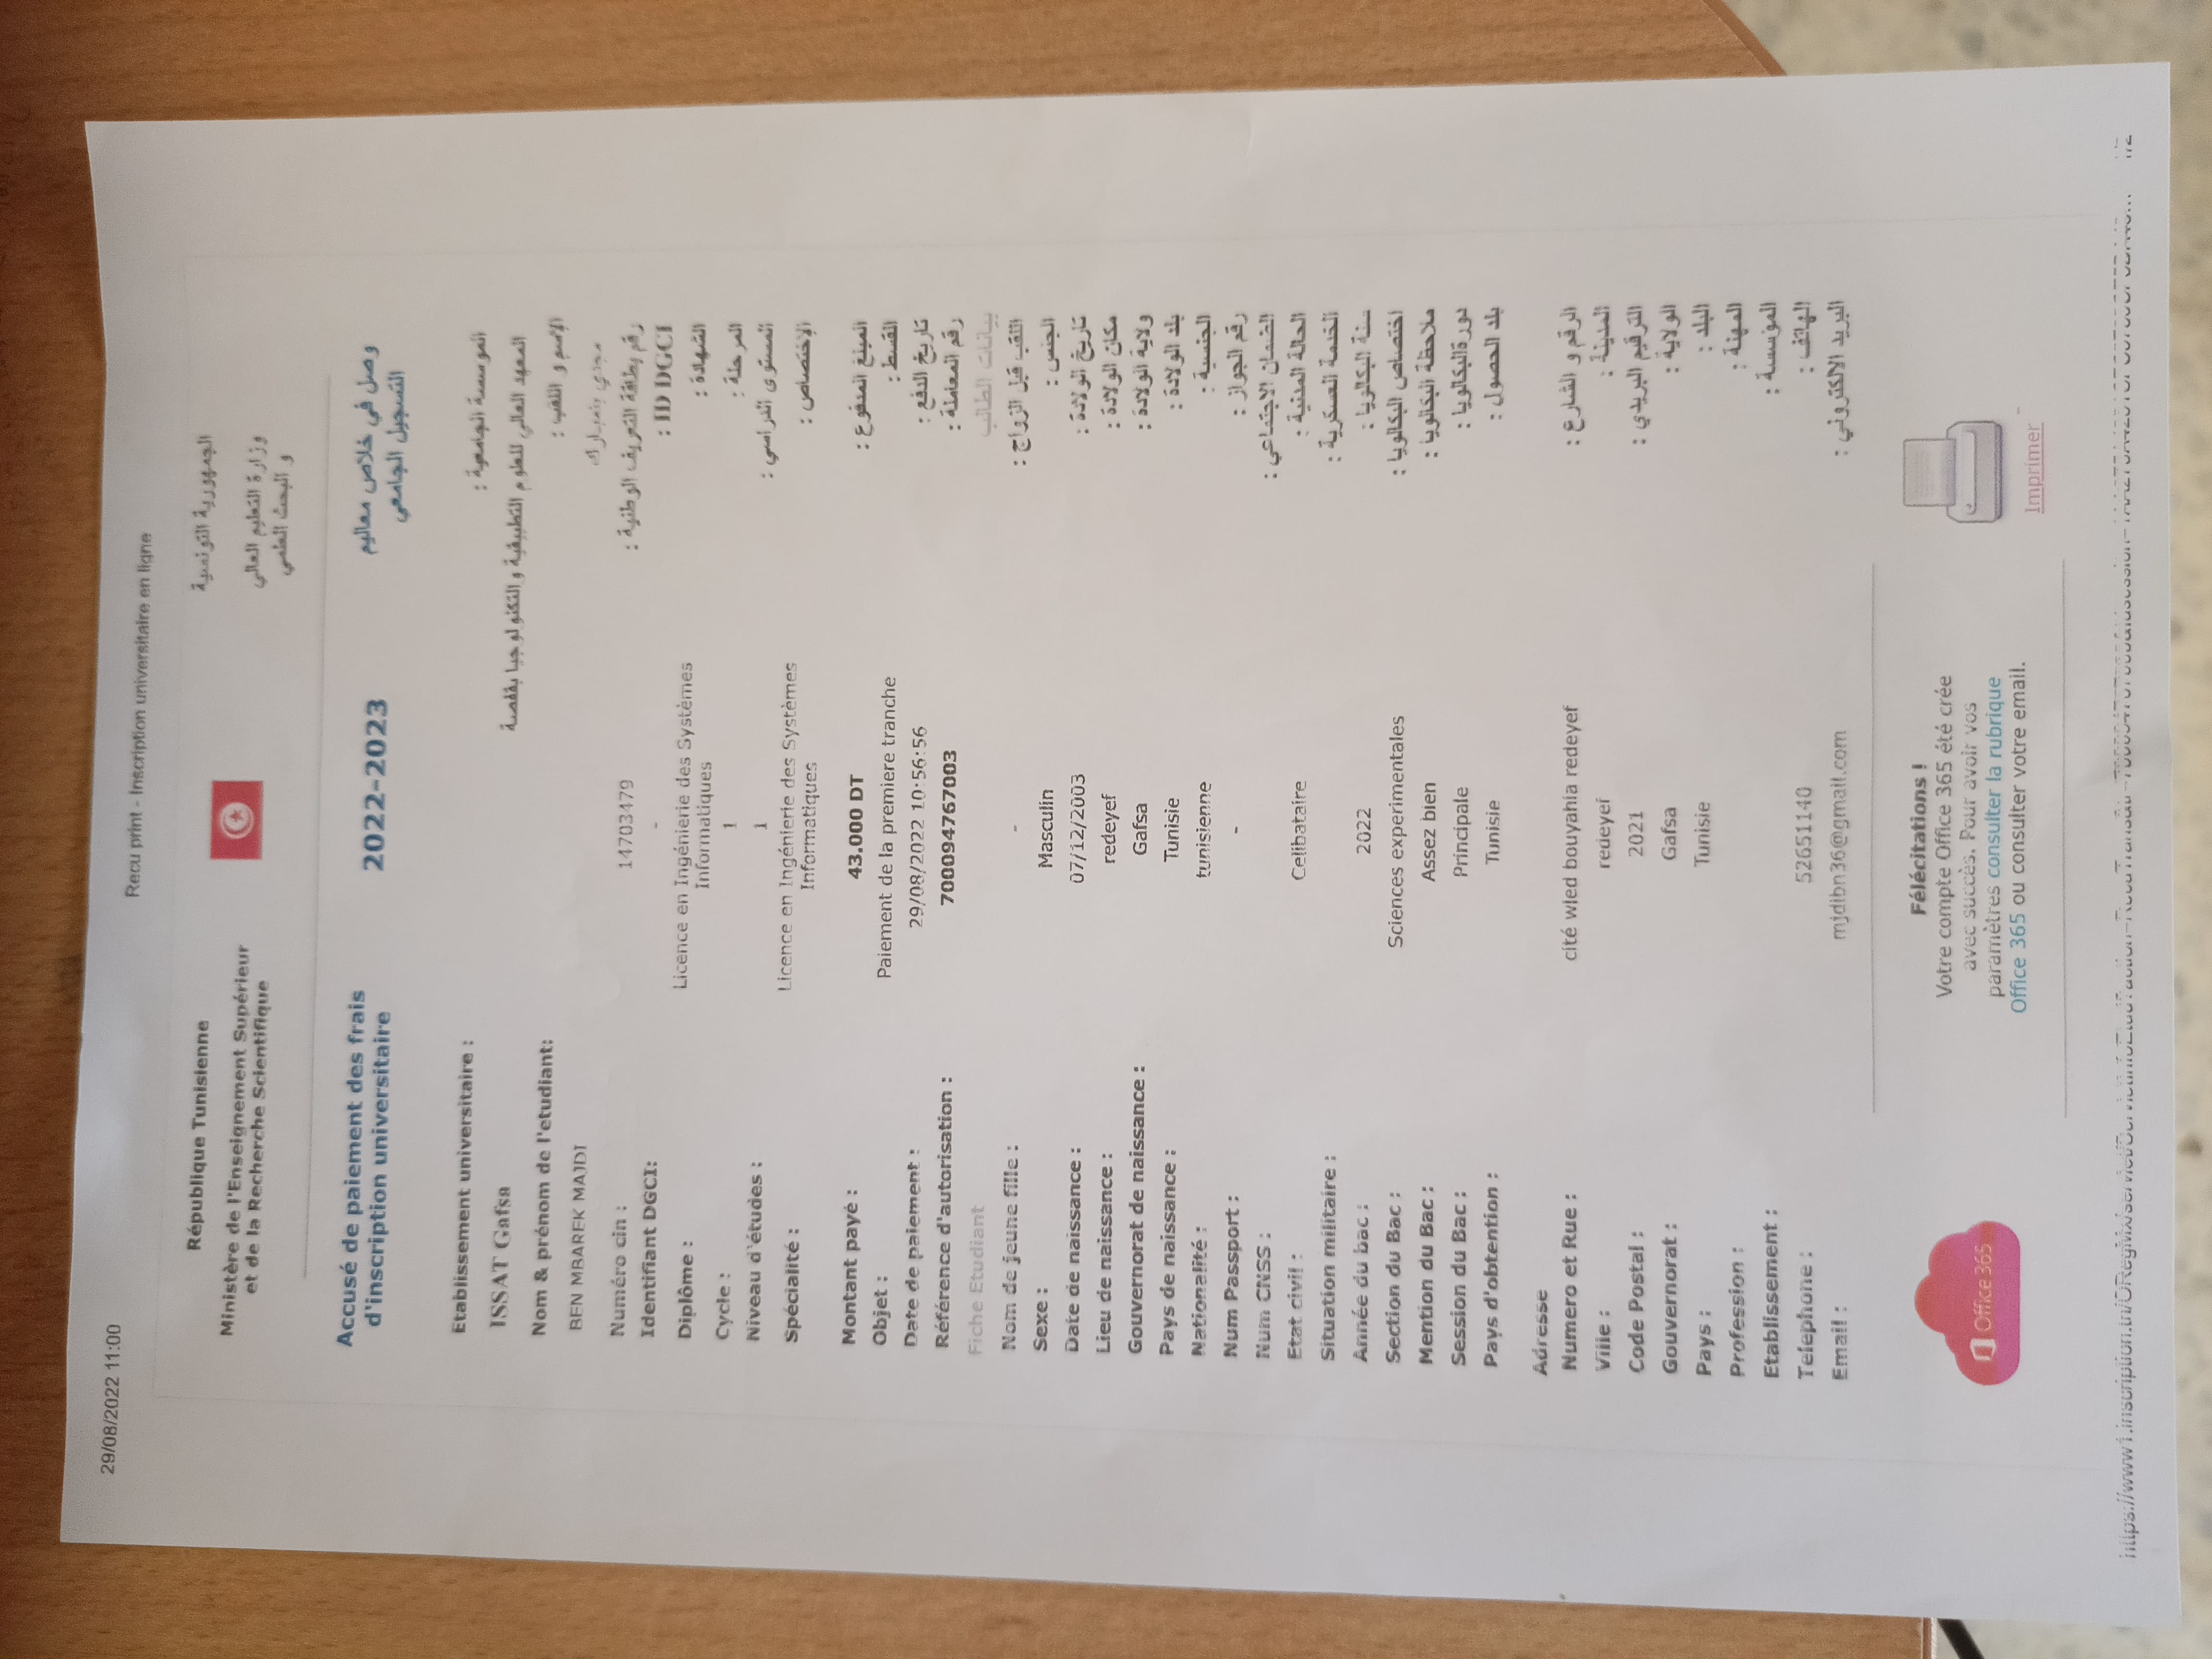 29/08/2022 11:00 Recu print - Inscription universitaire en ligne
République Tunisienne الجمهورية التونسية
Ministère de l'Enseignement Supérieur وزارة التعليم العالي
et de la Recherche Scientifique و البحث العلمي
Accusé de paiement des frais 2022-2023 وصل في خلاص معاليم
d'inscription universitaire التسجيل الجامعي
Etablissement universitaire : المؤسسة الجامعية :
ISSAT Gafsa المعهد العالي للعلوم التطبيقية والتكنولوجيا بقفصة
Nom & prénom de l'etudiant: الإسم و اللقب :
BEN MBAREK MAJDI مجدي بنمبارك
Numéro cin : 14703479 رقم بطاقة التعريف الوطنية :
Identifiant DGCI: - ID DGCI :
Diplôme : Licence en Ingénierie des Systèmes الشهادة :
Informatiques
Cycle : 1 المرحلة :
Niveau d'études : 1 المستوى الدراسي :
Spécialité : Licence en Ingénierie des Systèmes الإختصاص :
Informatiques
Montant payé : 43.000 DT المبلغ المدفوع :
Objet : Paiement de la premiere tranche القسط :
Date de paiement : 29/08/2022 10:56:56 تاريخ الدفع :
Référence d'autorisation : 700094767003 رقم المعاملة :
Fiche Etudiant بيانات الطالب
Nom de jeune fille : - اللقب قبل الزواج :
Sexe : Masculin الجنس :
Date de naissance : 07/12/2003 تاريخ الولادة :
Lieu de naissance : redeyef مكان الولادة :
Gouvernorat de naissance : Gafsa ولاية الولادة :
Pays de naissance : Tunisie بلد الولادة :
Nationalité : tunisienne الجنسية :
Num Passport : - رقم الجواز :
Num CNSS : الضمان الاجتماعي :
Etat civil : Celibataire الحالة المدنية :
Situation militaire : الخدمة العسكرية :
Année du bac : 2022 سنة البكالوريا :
Section du Bac : Sciences experimentales اختصاص البكالوريا :
Mention du Bac : Assez bien ملاحظة البكالوريا :
Session du Bac : Principale دورة البكالوريا :
Pays d'obtention : Tunisie بلد الحصول :
Adresse
Numero et Rue : cité wled bouyahia redeyef الرقم و الشارع :
Ville : redeyef المدينة :
Code Postal : 2021 الترقيم البريدي :
Gouvernorat : Gafsa الولاية :
Pays : Tunisie البلد :
Profession : المهنة :
Etablissement : المؤسسة :
Telephone : 52651140 الهاتف :
Email : mjdibn36@gmail.com البريد الالكتروني :
Office 365
Félécitations !
Votre compte Office 365 été crée
avec succès. Pour avoir vos
paramètres consulter la rubrique
Office 365 ou consulter votre email.
Imprimer
1/2